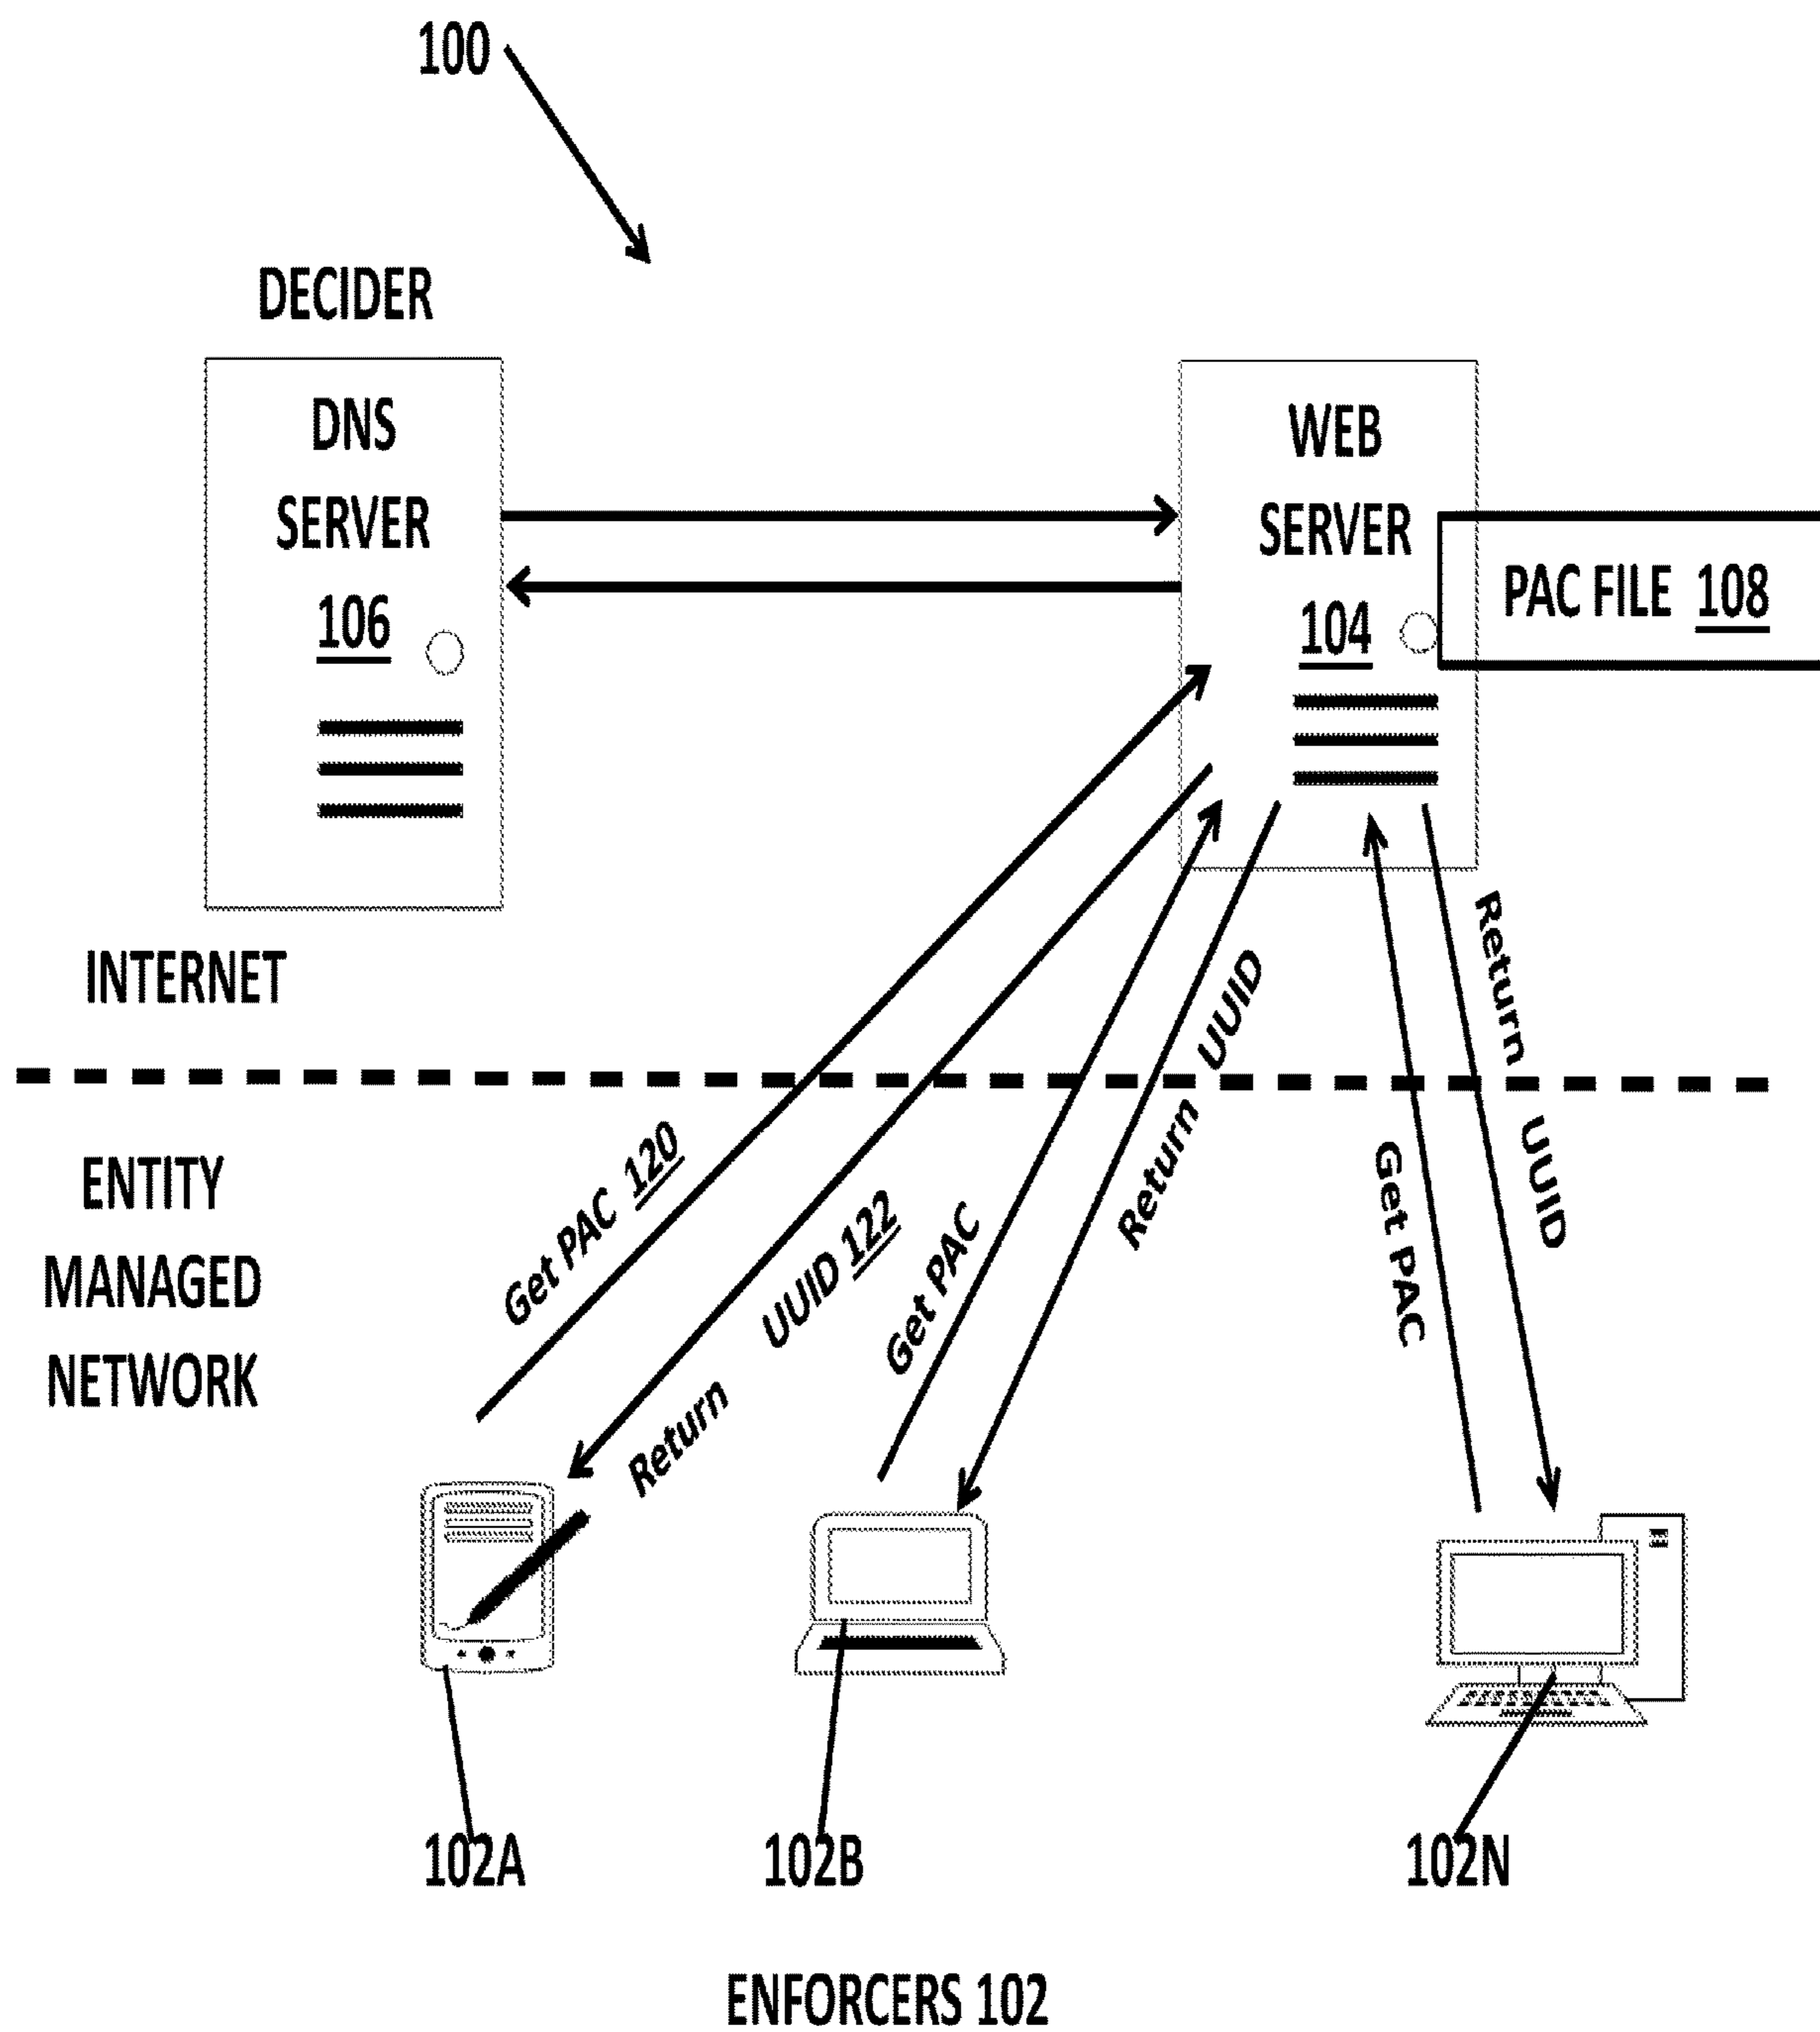 100
DECIDER
DNS
SERVER
106
WEB
SERVER
104
PAC FILE 108
INTERNET
ENTITY
MANAGED
NETWORK
Get PAC 120
Return UUID 122
Get PAC
Return UUID
Get PAC
Return UUID
102A
102B
102N
ENFORCERS 102